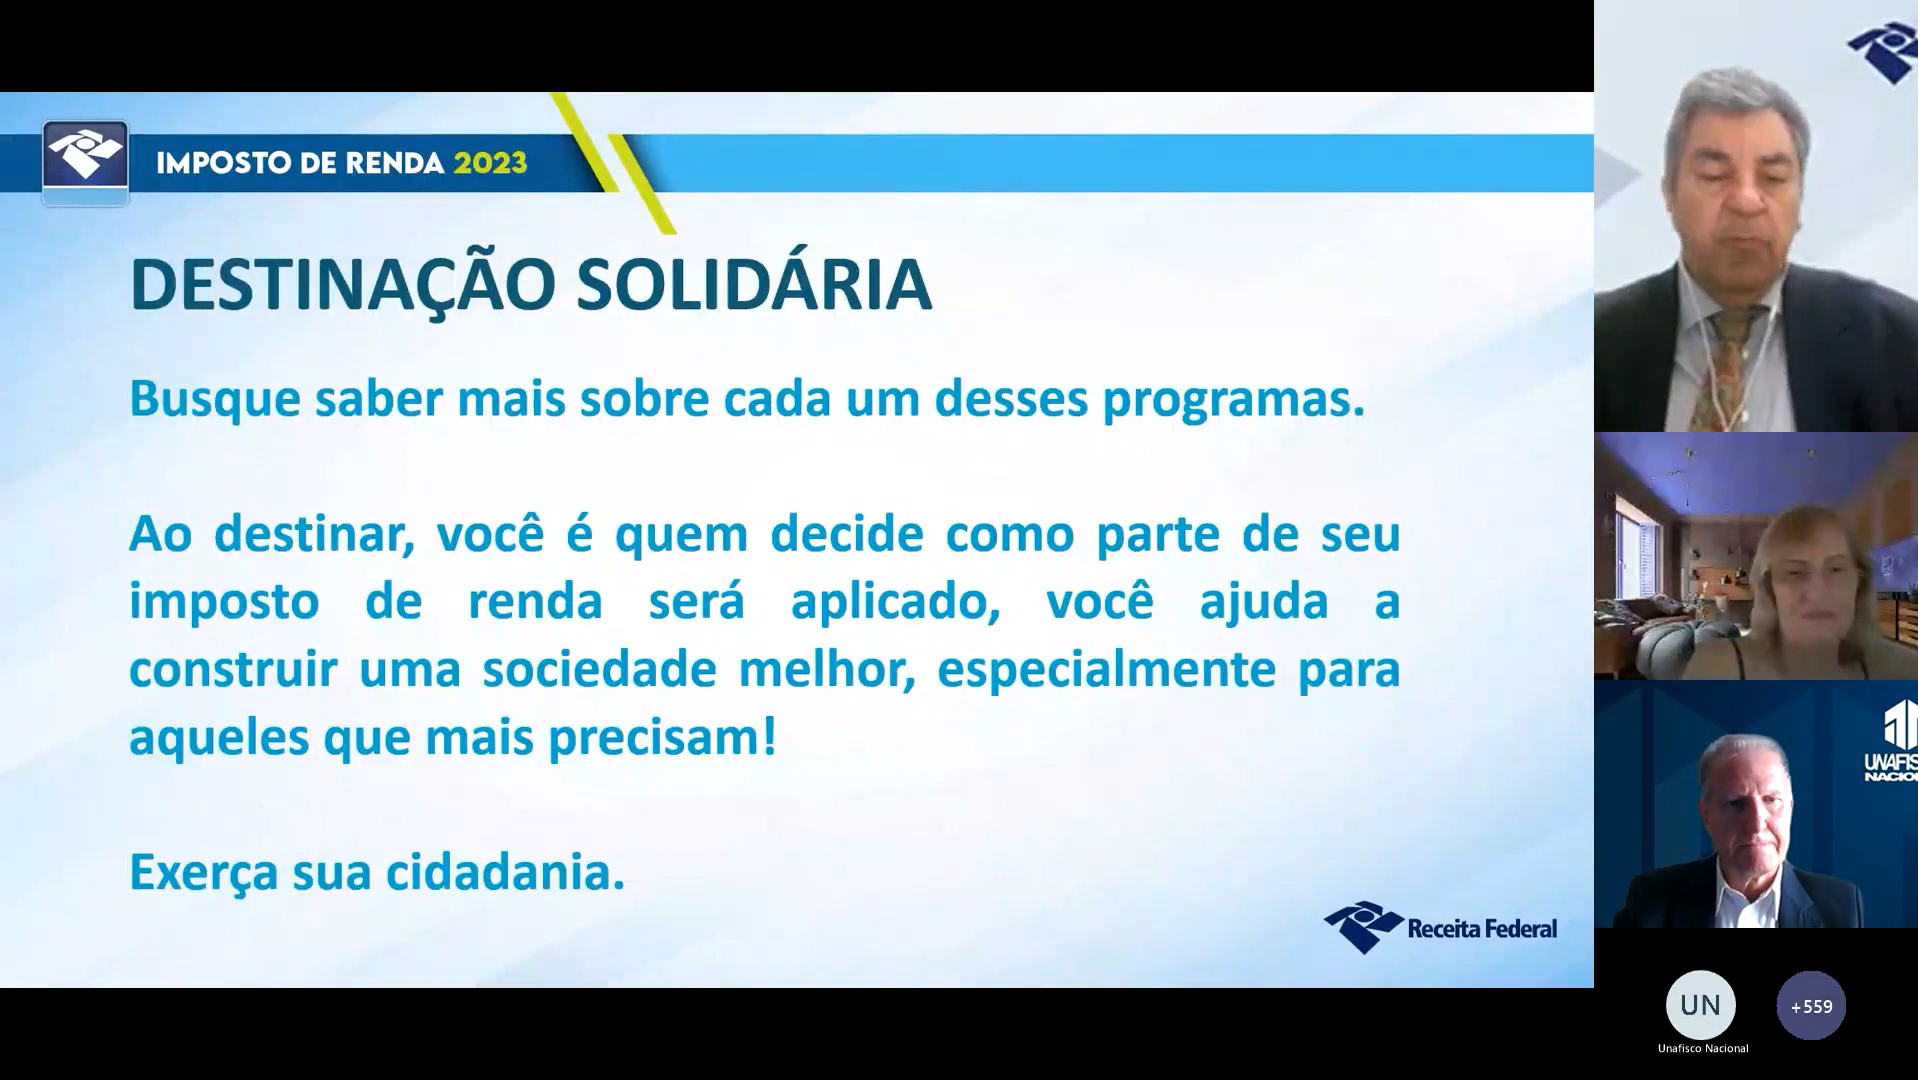 IMPOSTO DE RENDA 2023
DESTINAÇÃO SOLIDÁRIA
Busque saber mais sobre cada um desses programas.
Ao destinar, você é quem decide como parte de seu
imposto de renda será aplicado, você ajuda a
construir uma sociedade melhor, especialmente para
aqueles que mais precisam!
Exerça sua cidadania.
Receita Federal
UNAFIS
NACIO
UN
+559
Unafisco Nacional